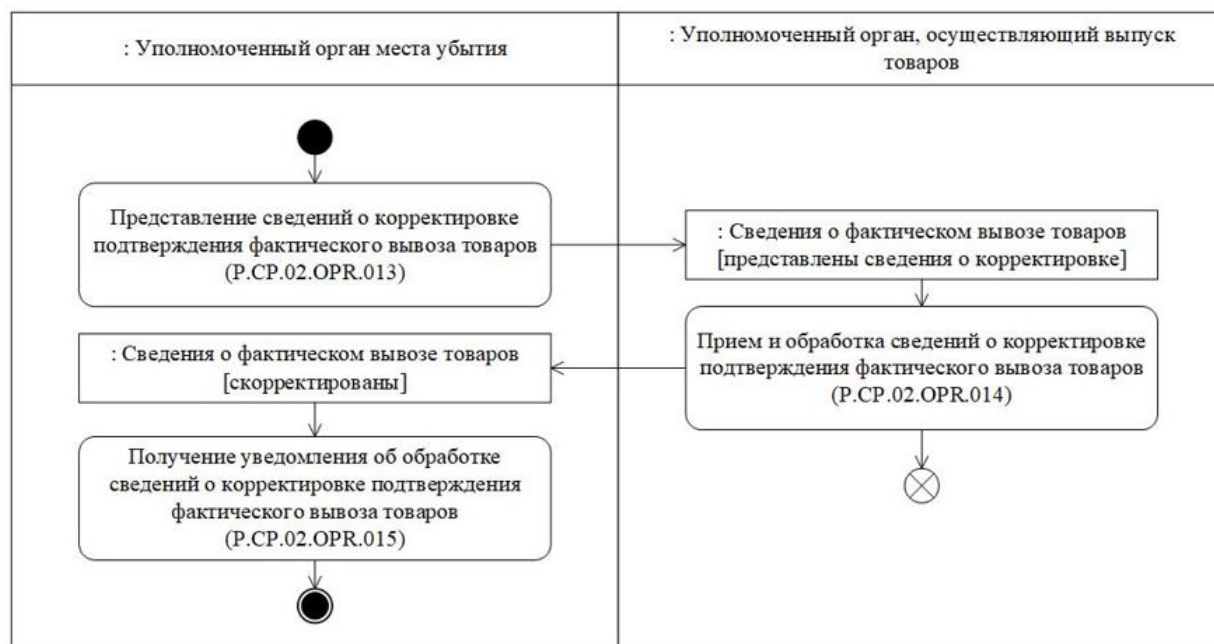 : Уполномоченный орган места убытия
: Уполномоченный орган, осуществляющий выпуск
товаров
Представление сведений о корректировке
подтверждения фактического вывоза товаров
(P.CP.02.OPR.013)
: Сведения о фактическом вывозе товаров
[представлены сведения о корректировке]
Прием и обработка сведений о корректировке
подтверждения фактического вывоза товаров
(P.CP.02.OPR.014)
: Сведения о фактическом вывозе товаров
[скорректированы]
Получение уведомления об обработке
сведений о корректировке подтверждения
фактического вывоза товаров
(P.CP.02.OPR.015)